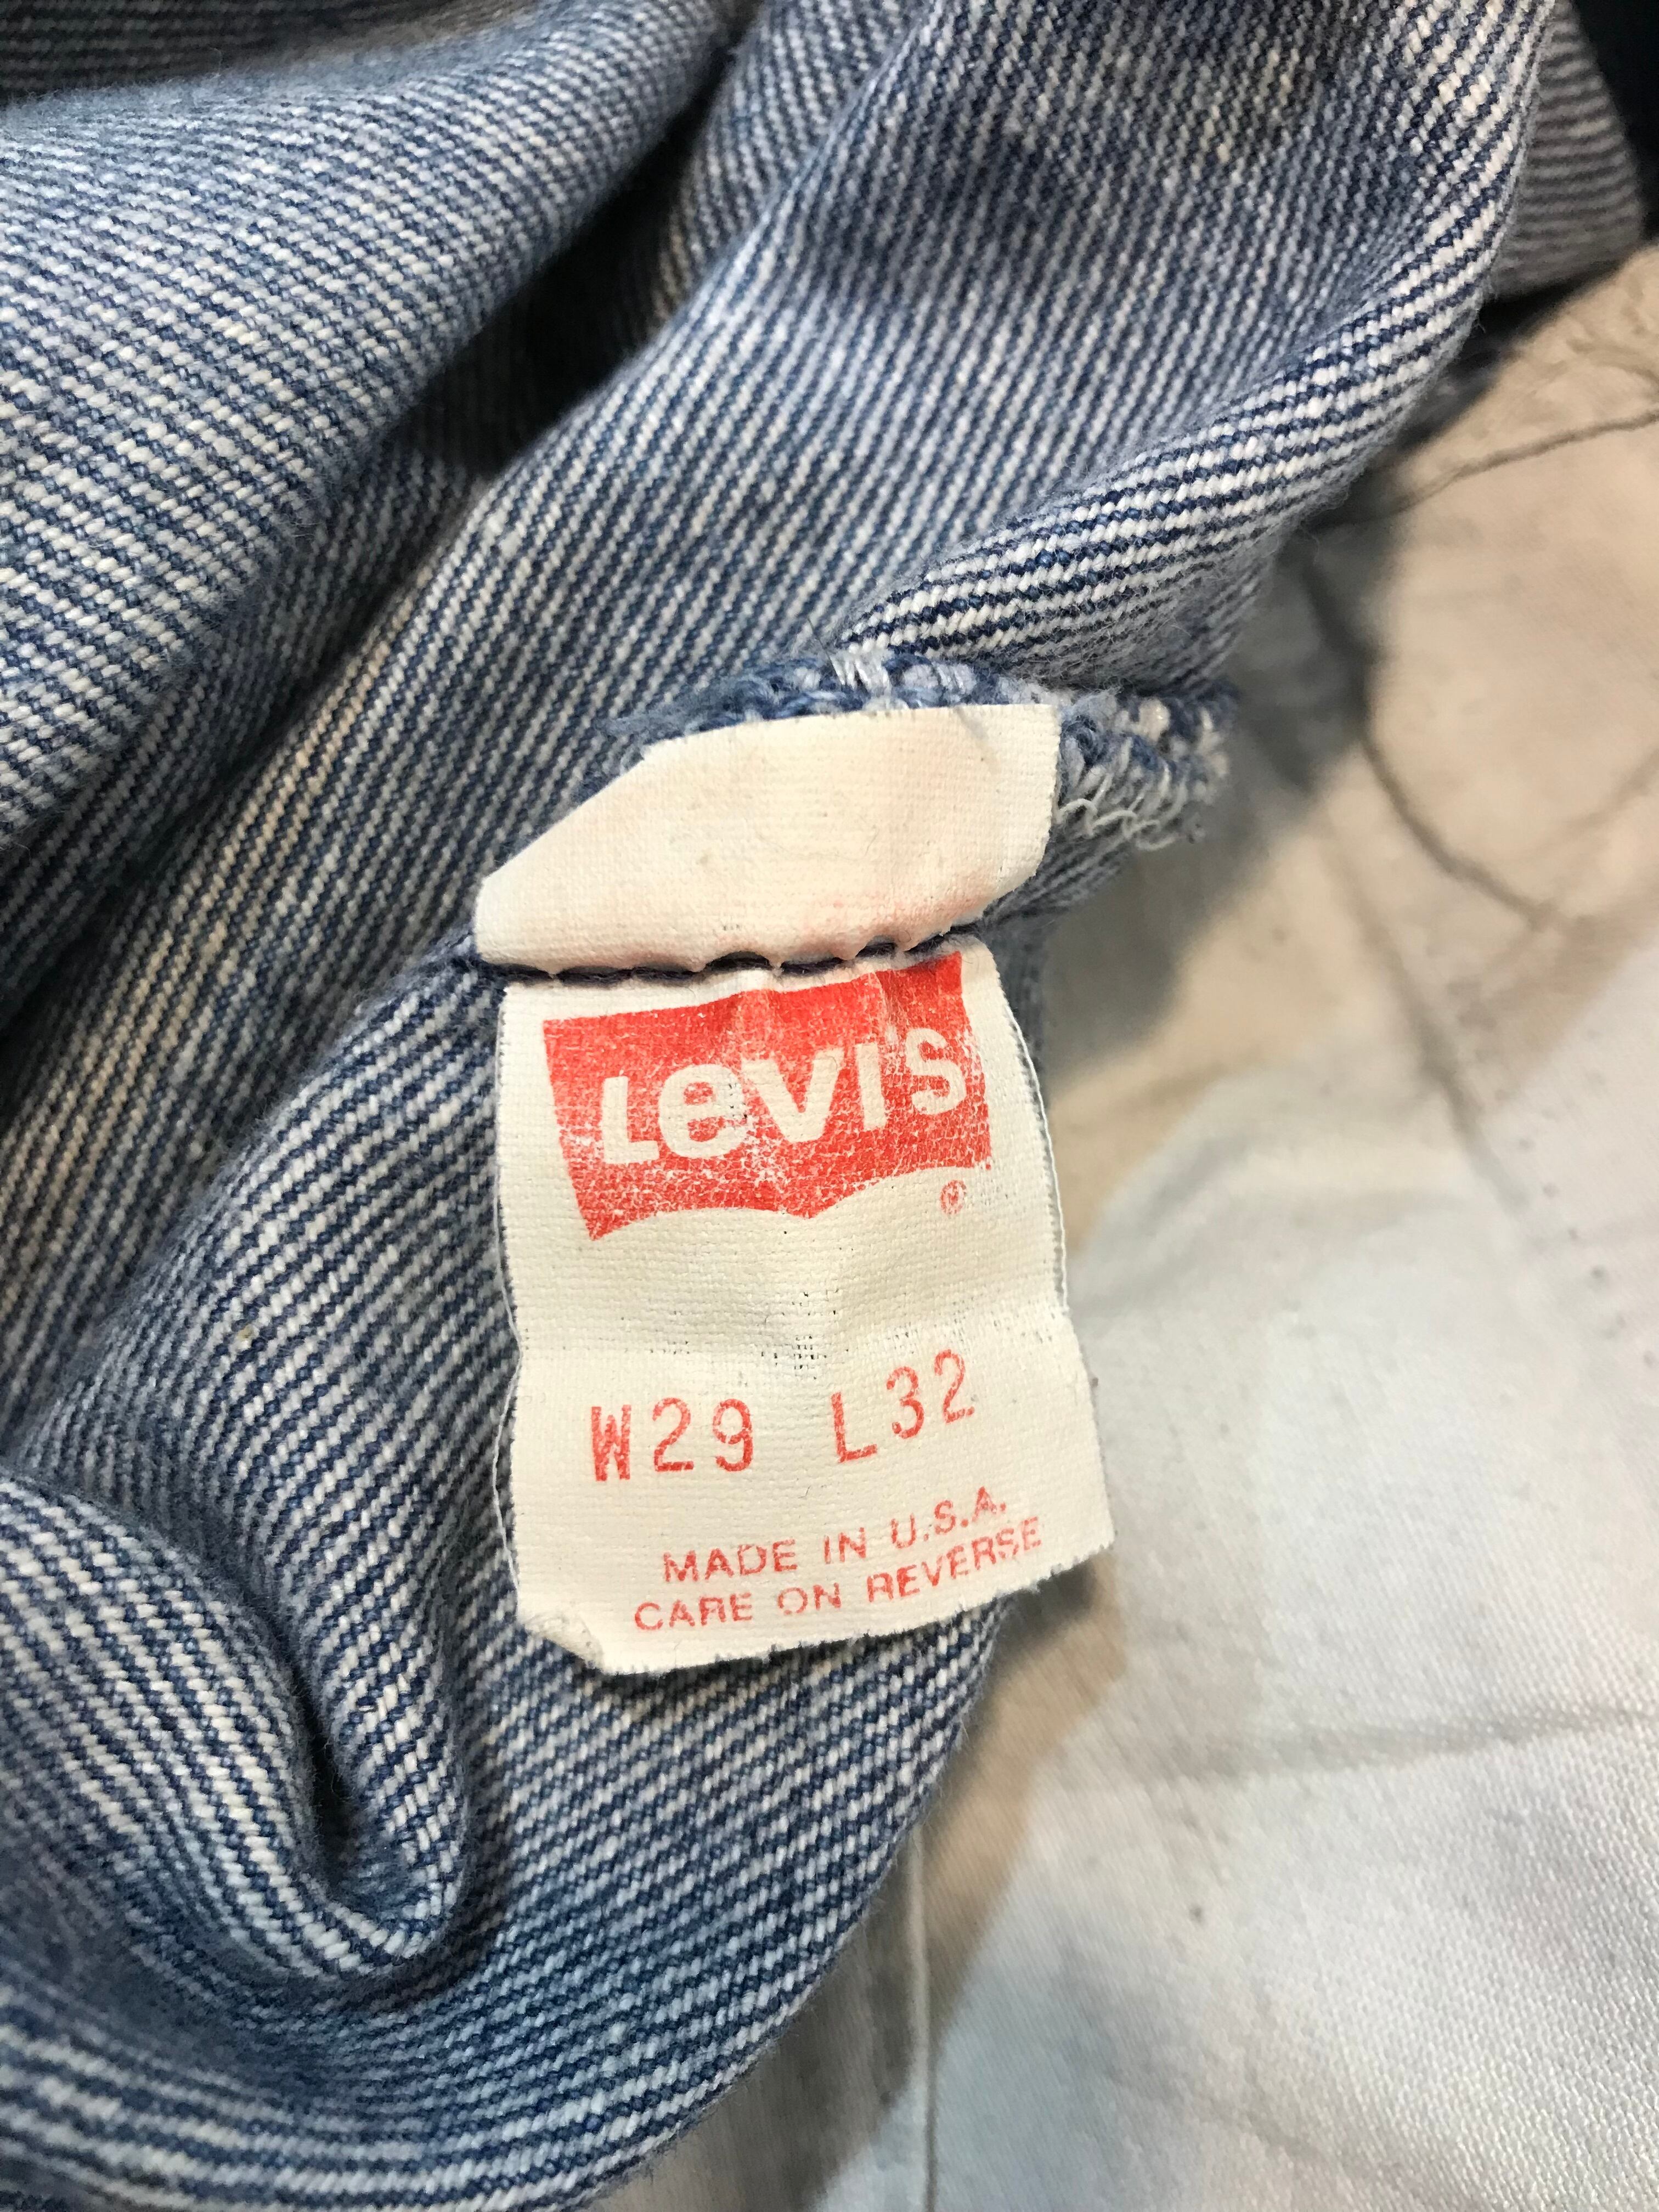 Levi's ®
W29 L32
MADE IN U.S.A.
CARE ON REVERSE